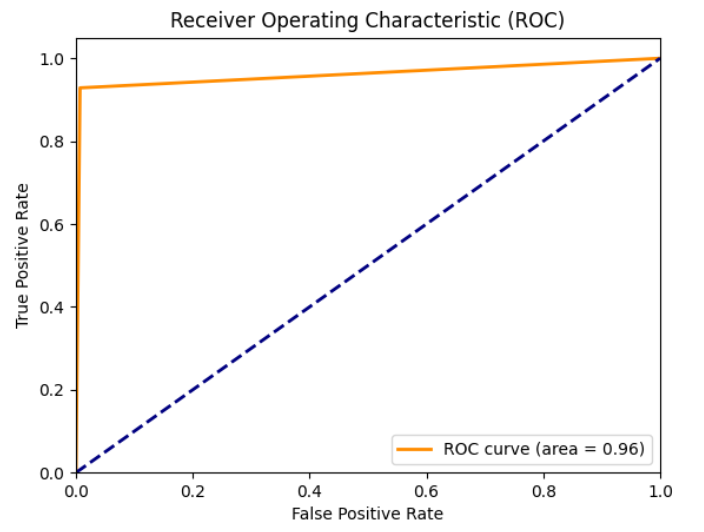 Receiver Operating Characteristic (ROC)
1.0
0.8
0.6
0.4
0.2
0.0
True Positive Rate
ROC curve (area = 0.96)
0.0 0.2 0.4 0.6 0.8 1.0
False Positive Rate